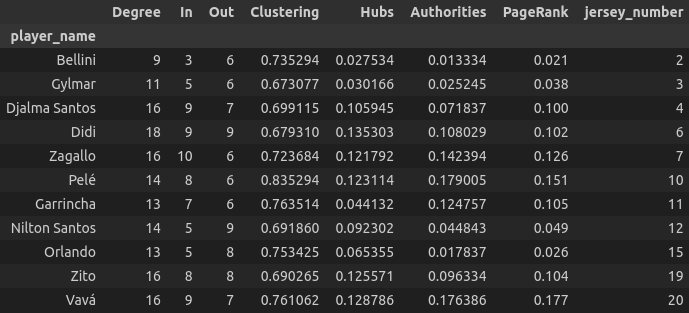 Degree In Out Clustering Hubs Authorities PageRank jersey_number
player_name
Bellini 9 3 6 0.735294 0.027534 0.013334 0.021 2
Gylmar 11 5 6 0.673077 0.030166 0.025245 0.038 3
Djalma Santos 16 9 7 0.699115 0.105945 0.071837 0.100 4
Didi 18 9 9 0.679310 0.135303 0.108029 0.102 6
Zagallo 16 10 6 0.723684 0.121792 0.142394 0.126 7
Pelé 14 8 6 0.835294 0.123114 0.179005 0.151 10
Garrincha 13 7 6 0.763514 0.044132 0.124757 0.105 11
Nilton Santos 14 5 9 0.691860 0.092302 0.044843 0.049 12
Orlando 13 5 8 0.753425 0.065355 0.017837 0.026 15
Zito 16 8 8 0.690265 0.125571 0.096334 0.104 19
Vavá 16 9 7 0.761062 0.128786 0.176386 0.177 20